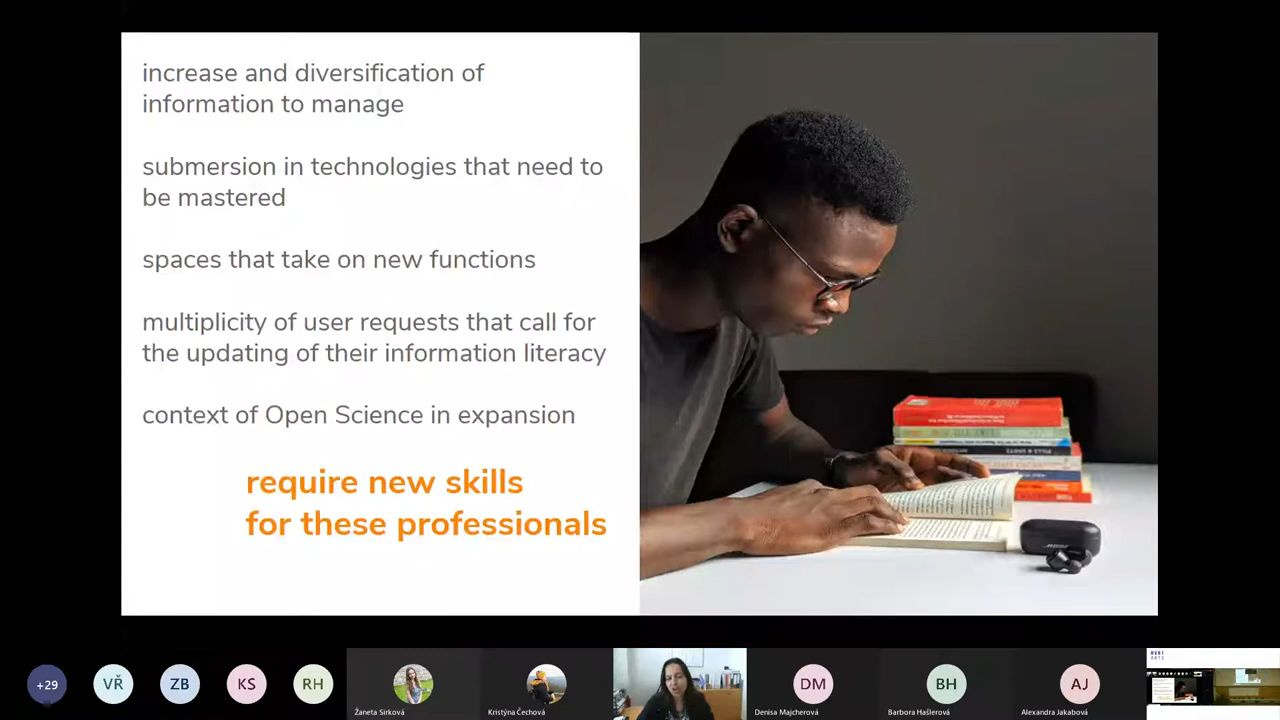 increase and diversification of
information to manage
submersion in technologies that need to
be mastered
spaces that take on new functions
multiplicity of user requests that call for
the updating of their information literacy
context of Open Science in expansion
require new skills
for these professionals
+29
VŘ
ZB
KS
RH
Žaneta Sirková
Kristýna Čechová
DM
Denisa Majcherová
BH
Barbora Hašlerová
AJ
Alexandra Jakabová
MUNI
ARTS